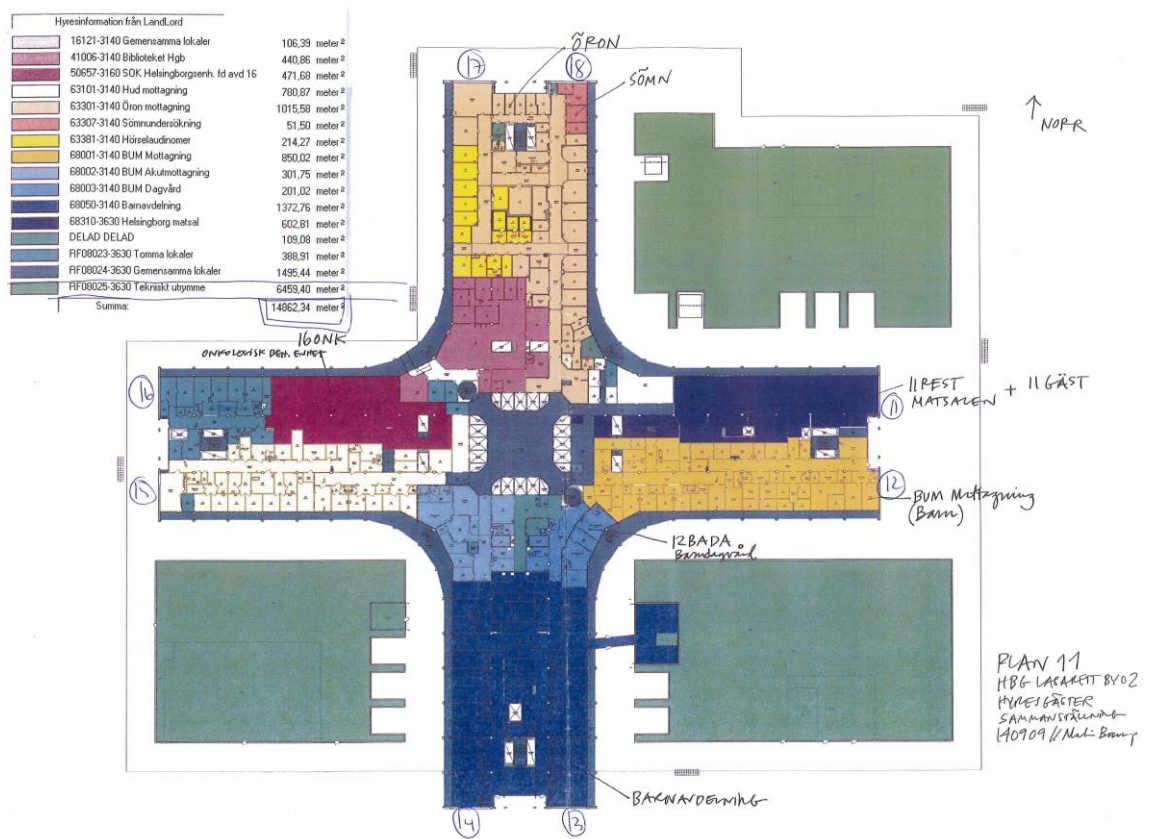 Hyresinformation från LandLord
16121-3140 Gemensamma lokaler 106,39 meter²
41006-3140 Biblioteket Hgb 440,86 meter²
50657-3160 SOK Helsingborgsenh. fd avd 16 471,68 meter²
63101-3140 Hud mottagning 780,87 meter²
63301-3140 Öron mottagning 1015,58 meter²
63307-3140 Sömnundersökning 51,50 meter²
63381-3140 Hörselaudinomer 214,27 meter²
68001-3140 BUM Mottagning 850,02 meter²
68002-3140 BUM Akutmottagning 301,75 meter²
68003-3140 BUM Dagvård 201,02 meter²
68050-3140 Barnavdelning 1372,76 meter²
68310-3630 Helsingborg matsal 602,81 meter²
DELAD DELAD 109,08 meter²
RF08023-3630 Tomma lokaler 388,91 meter²
RF08024-3630 Gemensamma lokaler 1495,44 meter²
RF08025-3630 Tekniskt utrymme 6459,40 meter²
Summa: 14862,34 meter²
17
18
ÖRON
SÖMN
NORR
16ONK
ONKOLOGISK BEH. ENHET
16
11
11REST + 11 GÄST
MATSALEN
15
12
BUM Mottagning
(Barn)
12BADA
Barndagvård
PLAN 11
HBG LASARETT BY02
HYRESGÄSTER
SAMMANSTÄLLNING
140909 // Malin
BARNAVDELNING
14
13